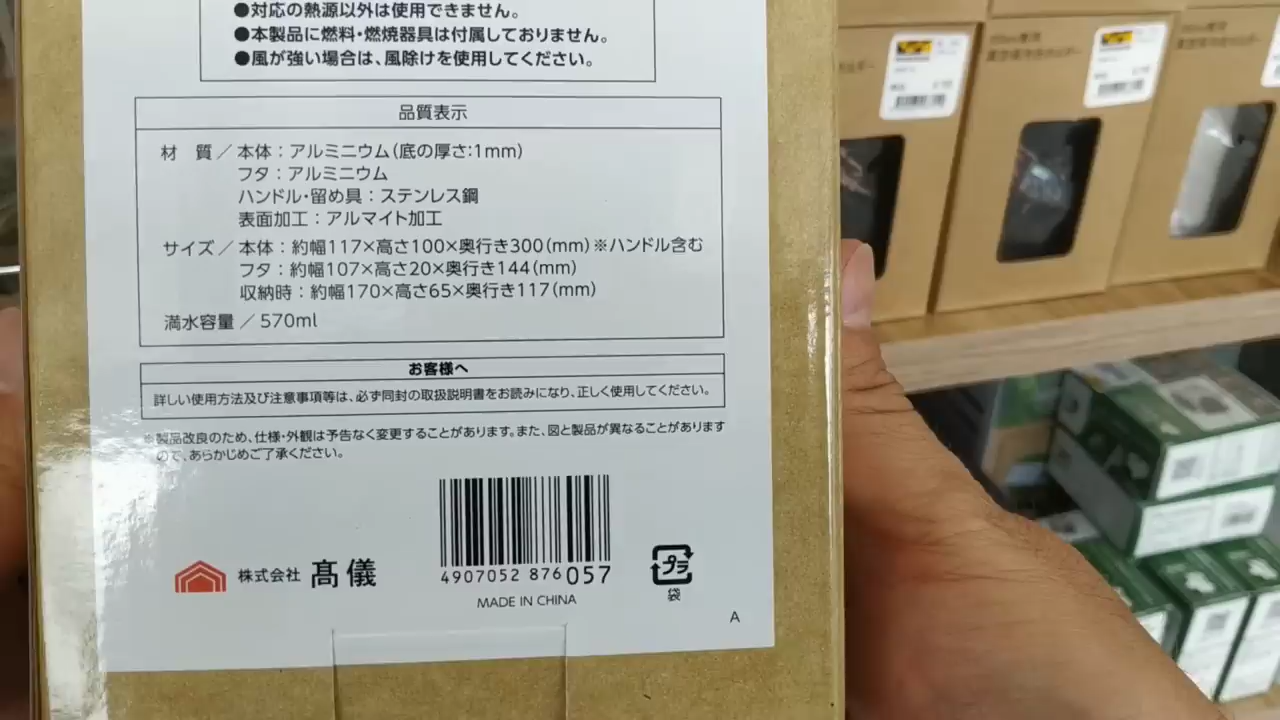 ●対応の熱源以外は使用できません。
●本製品に燃料・燃焼器具は付属しておりません。
●風が強い場合は、風除けを使用してください。
品質表示
材 質／本体：アルミニウム（底の厚さ：1mm）
フタ：アルミニウム
ハンドル・留め具：ステンレス鋼
表面加工：アルマイト加工
サイズ／本体：約幅117×高さ100×奥行き300（mm）※ハンドル含む
フタ：約幅107×高さ20×奥行き144（mm）
収納時：約幅170×高さ65×奥行き117（mm）
満水容量／570ml
お客様へ
詳しい使用方法及び注意事項等は、必ず同封の取扱説明書をお読みになり、正しく使用してください。
※製品改良のため、仕様・外観は予告なく変更することがあります。また、図と製品が異なることがあります
ので、あらかじめご了承ください。
株式会社 髙儀
4907052 876057
MADE IN CHINA
プラ
袋
A